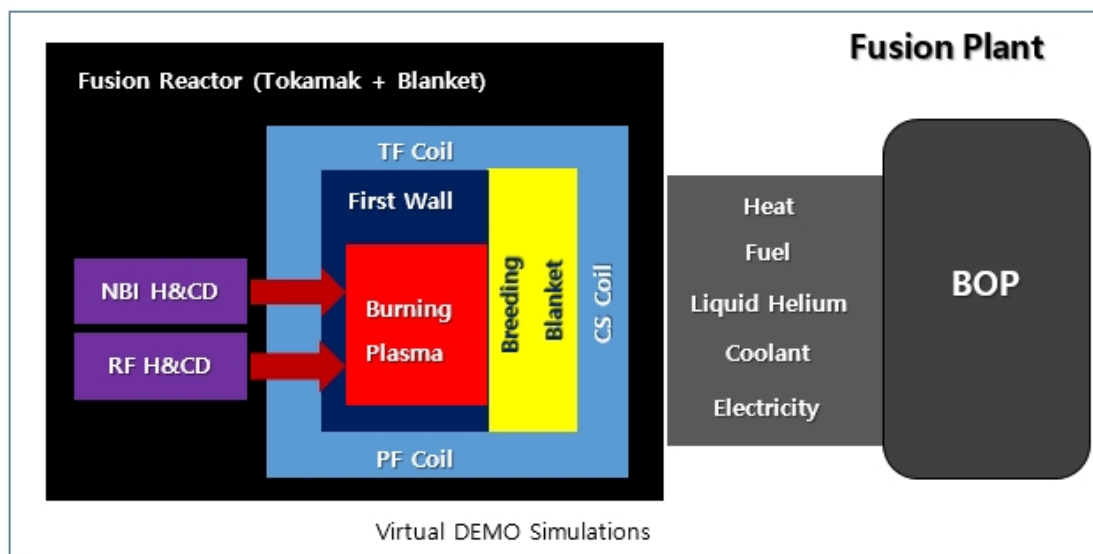 Fusion Plant
Fusion Reactor (Tokamak + Blanket)
TF Coil
First Wall
NBI H&CD
RF H&CD
Burning
Plasma
Breeding
Blanket
CS Coil
PF Coil
Heat
Fuel
Liquid Helium
Coolant
Electricity
BOP
Virtual DEMO Simulations